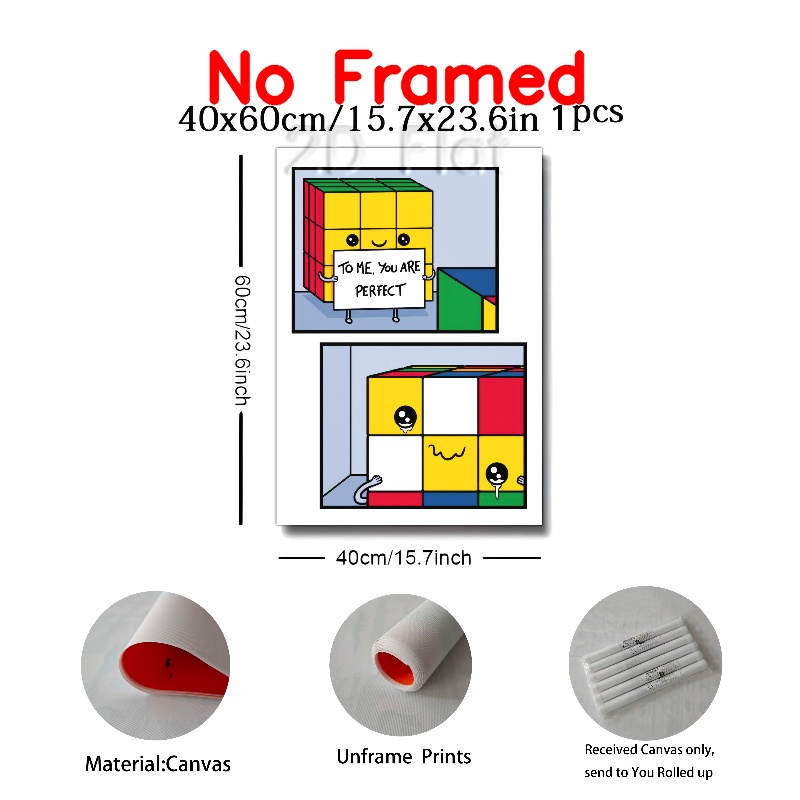 No Framed
40x60cm/15.7x23.6in 1pcs
2D Flat
TO ME, YOU ARE
PERFECT
60cm/23.6inch
40cm/15.7inch
Material:Canvas
Unframe Prints
Received Canvas only,
send to You Rolled up